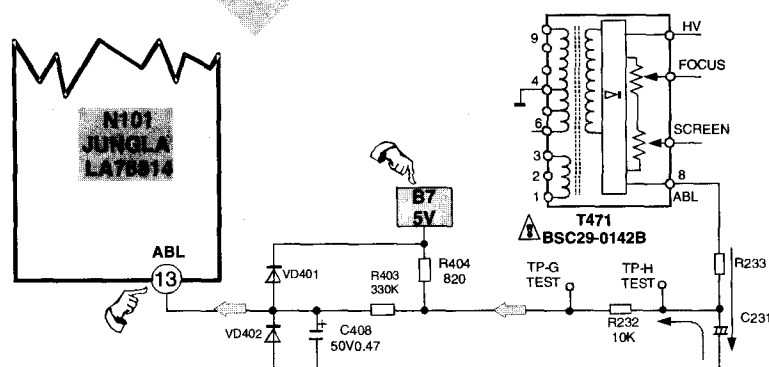 HV
9
FOCUS
4
N101
JUNGLA
SCREEN
6
3
B7
5V
2
8
1
ABL
T471
BSC29-0142B
ABL
R404
820
TP-G
TEST
TP-H
TEST
R233
13
VD401
R403
330K
VD402
C408
50V0.47
R232
10K
C231